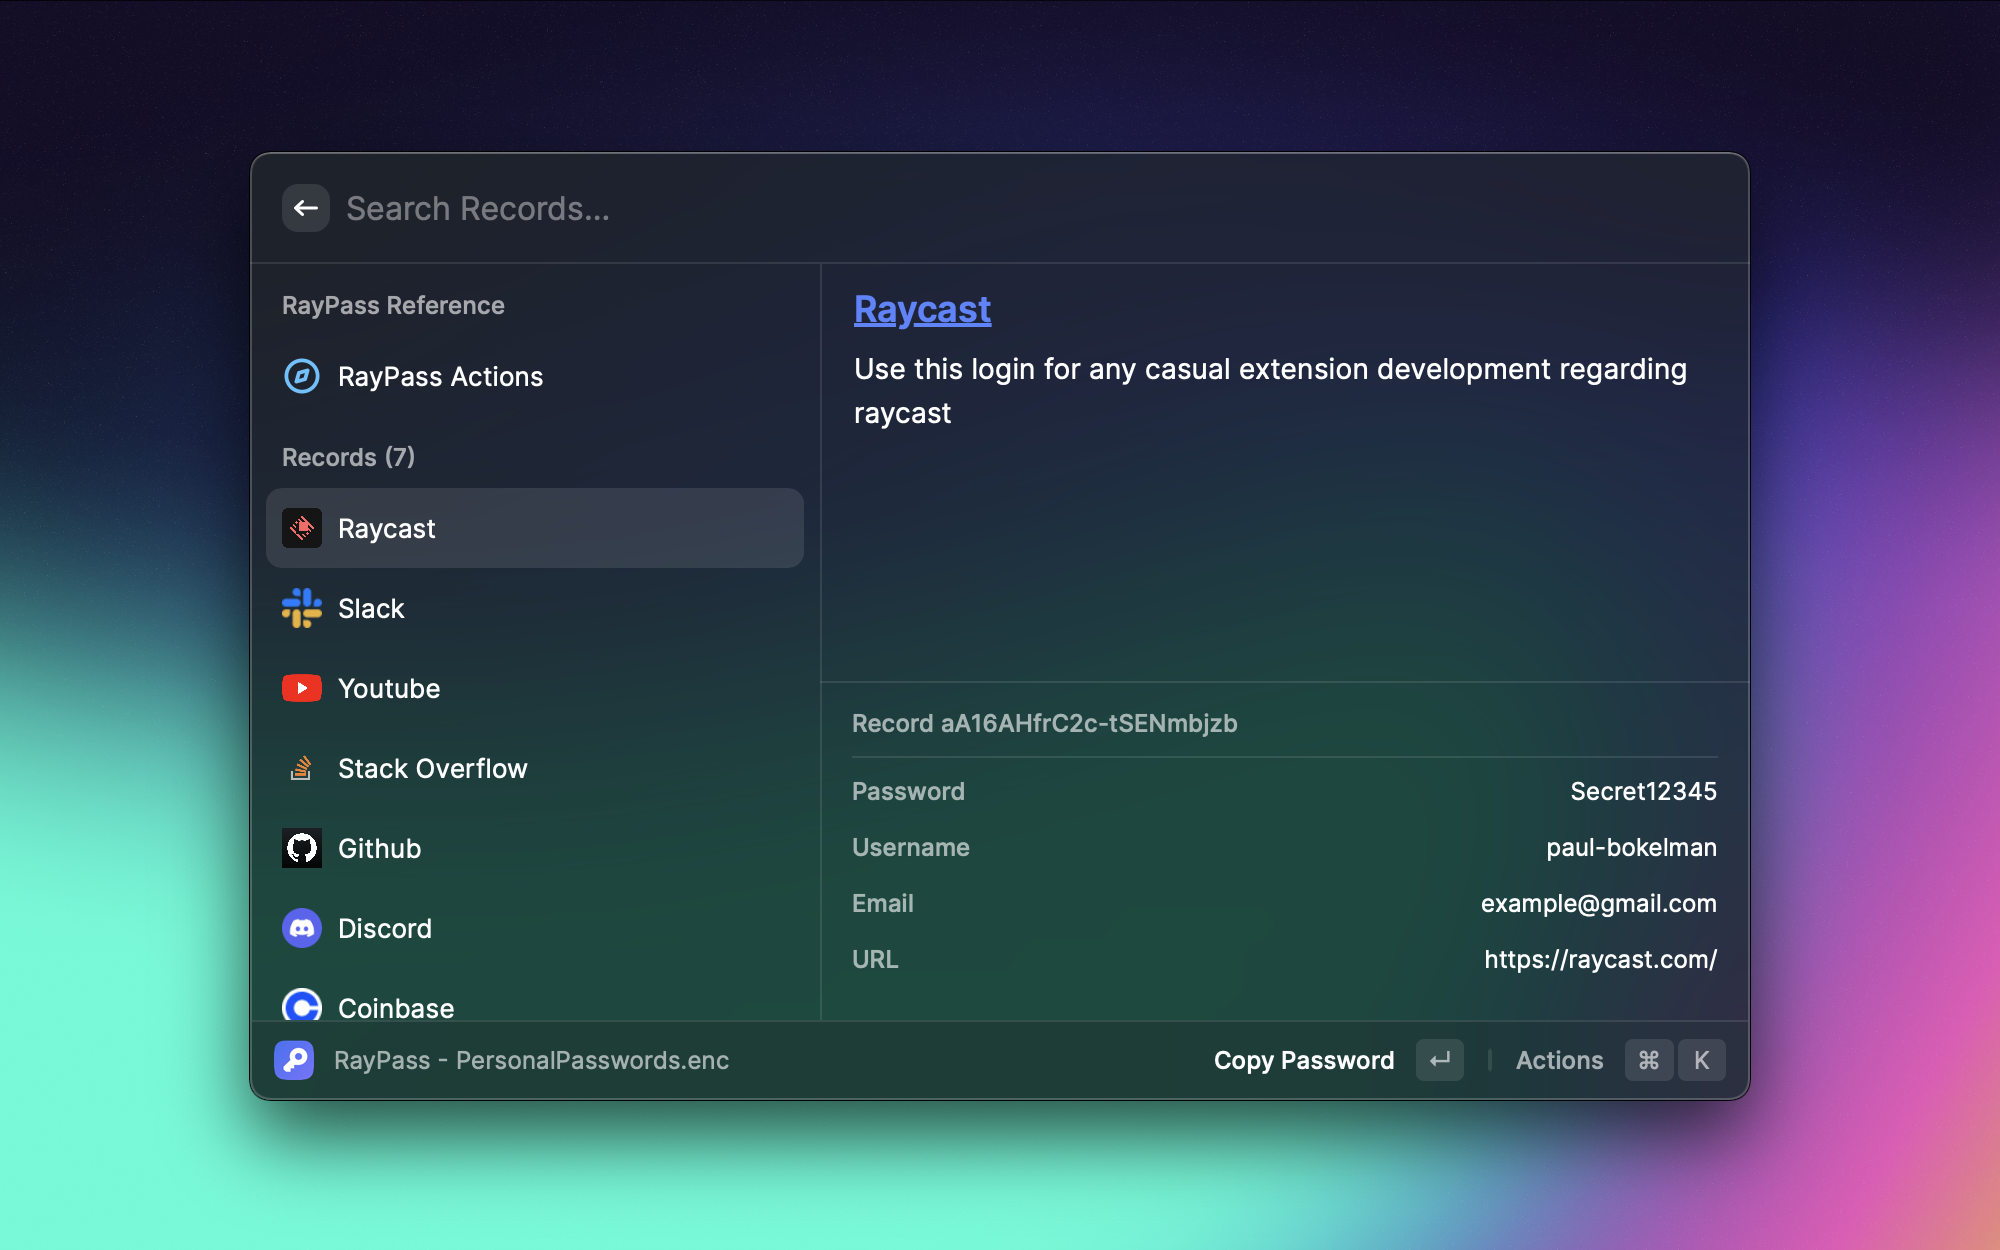 Search Records...
RayPass Reference
RayPass Actions
Records (7)
Raycast
Slack
Youtube
Stack Overflow
Github
Discord
Coinbase
Raycast
Use this login for any casual extension development regarding
raycast
Record aA16AHfrC2c-tSENmbjzb
Password Secret12345
Username paul-bokelman
Email example@gmail.com
URL https://raycast.com/
RayPass - PersonalPasswords.enc
Copy Password ↵ Actions ⌘ K